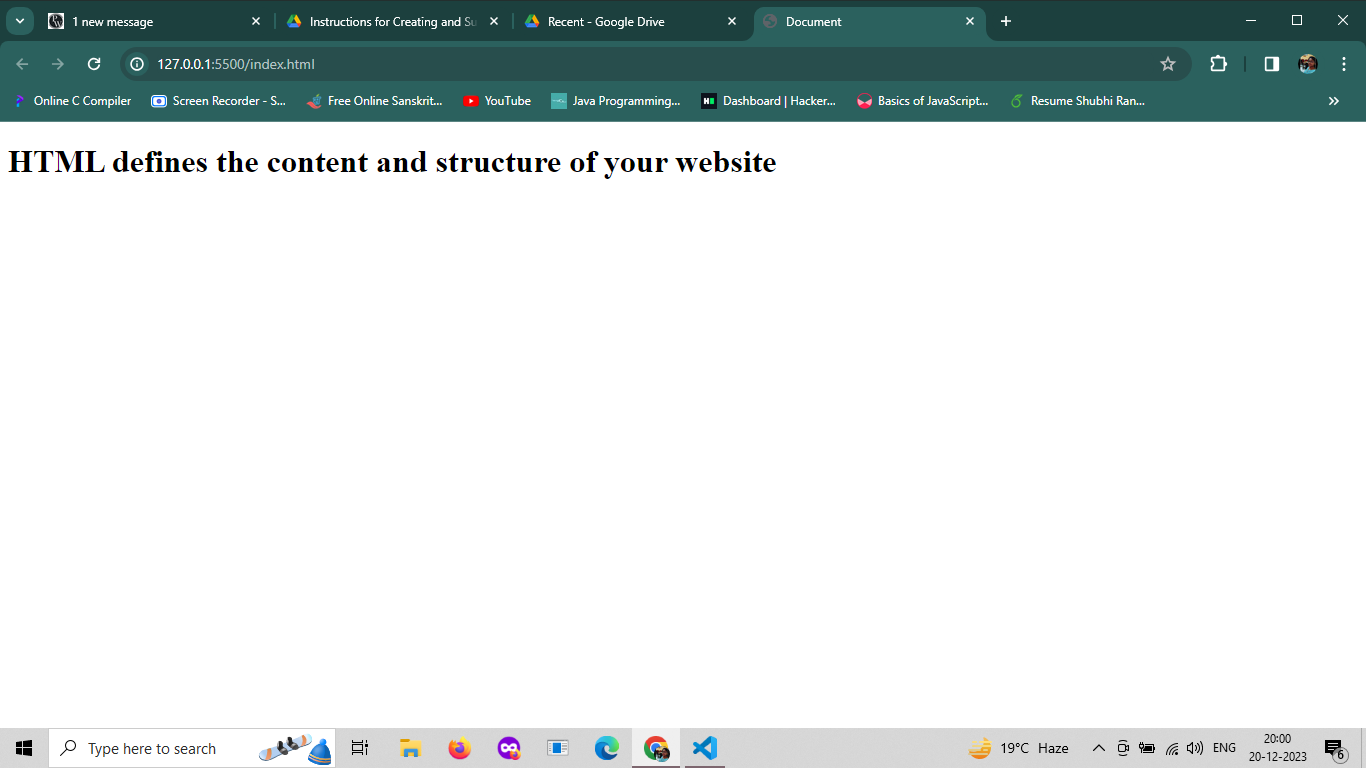 1 new message
Instructions for Creating and Su
Recent - Google Drive
Document
127.0.0.1:5500/index.html
Online C Compiler
Screen Recorder - S...
Free Online Sanskrit...
YouTube
Java Programming...
Dashboard | Hacker...
Basics of JavaScript...
Resume Shubhi Ran...
HTML defines the content and structure of your website
Type here to search
19°C Haze
ENG
20:00
20-12-2023
6